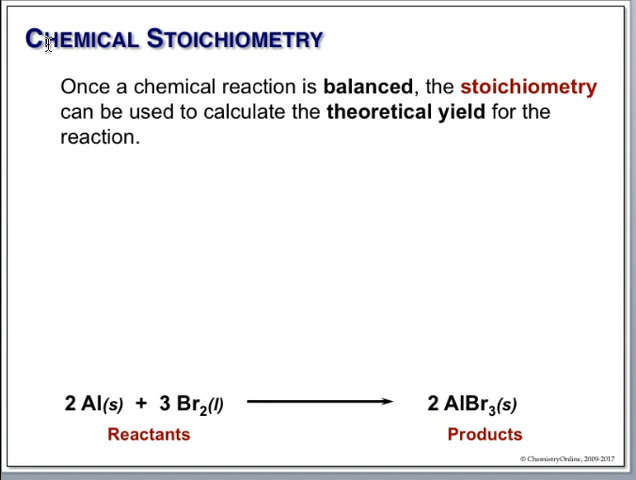 CHEMICAL STOICHIOMETRY
Once a chemical reaction is balanced, the stoichiometry
can be used to calculate the theoretical yield for the
reaction.
2 Al(s) + 3 Br₂(l) ⟶ 2 AlBr₃(s)
Reactants Products
© ChemistryOnline, 2009-2017